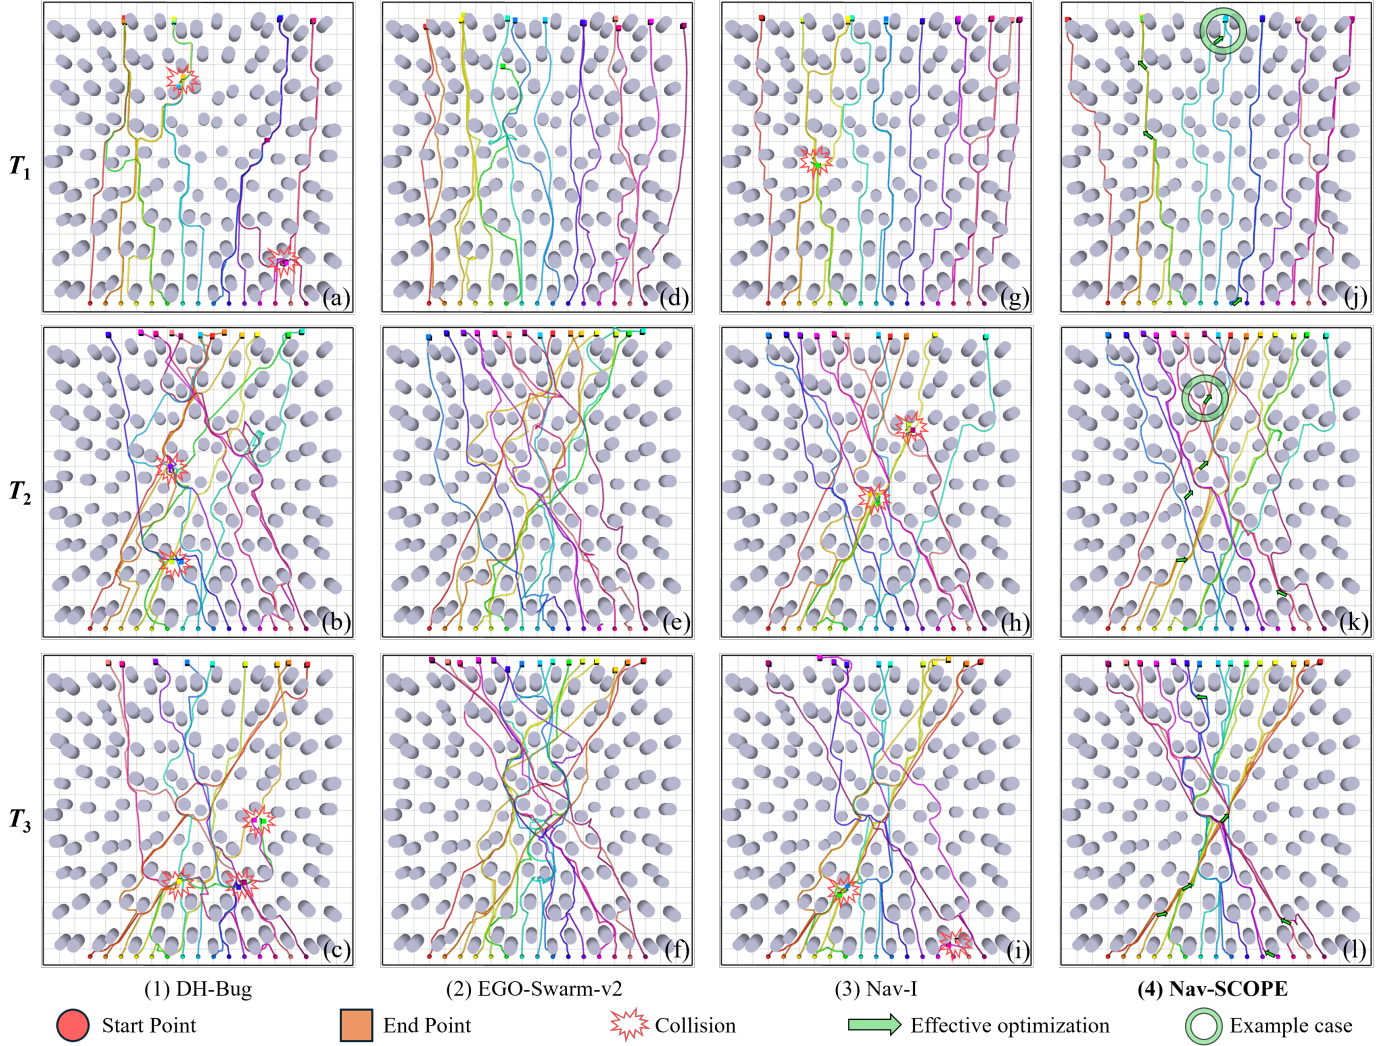 T1
(a)
(d)
(g)
(j)
T2
(b)
(e)
(h)
(k)
T3
(c)
(f)
(i)
(l)
(1) DH-Bug
(2) EGO-Swarm-v2
(3) Nav-I
(4) Nav-SCOPE
Start Point
End Point
Collision
Effective optimization
Example case